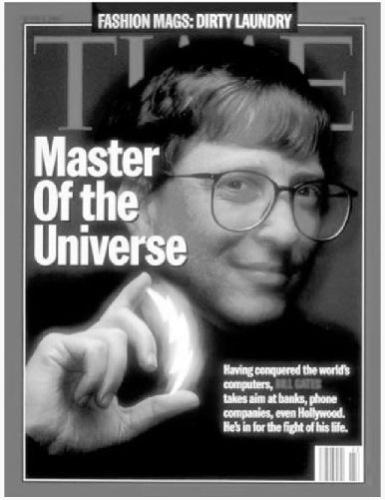 FASHION MAGS: DIRTY LAUNDRY
TIME
Master
Of the
Universe
Having conquered the world's
computers, BILL GATES
takes aim at banks, phone
companies, even Hollywood.
He's in for the fight of his life.